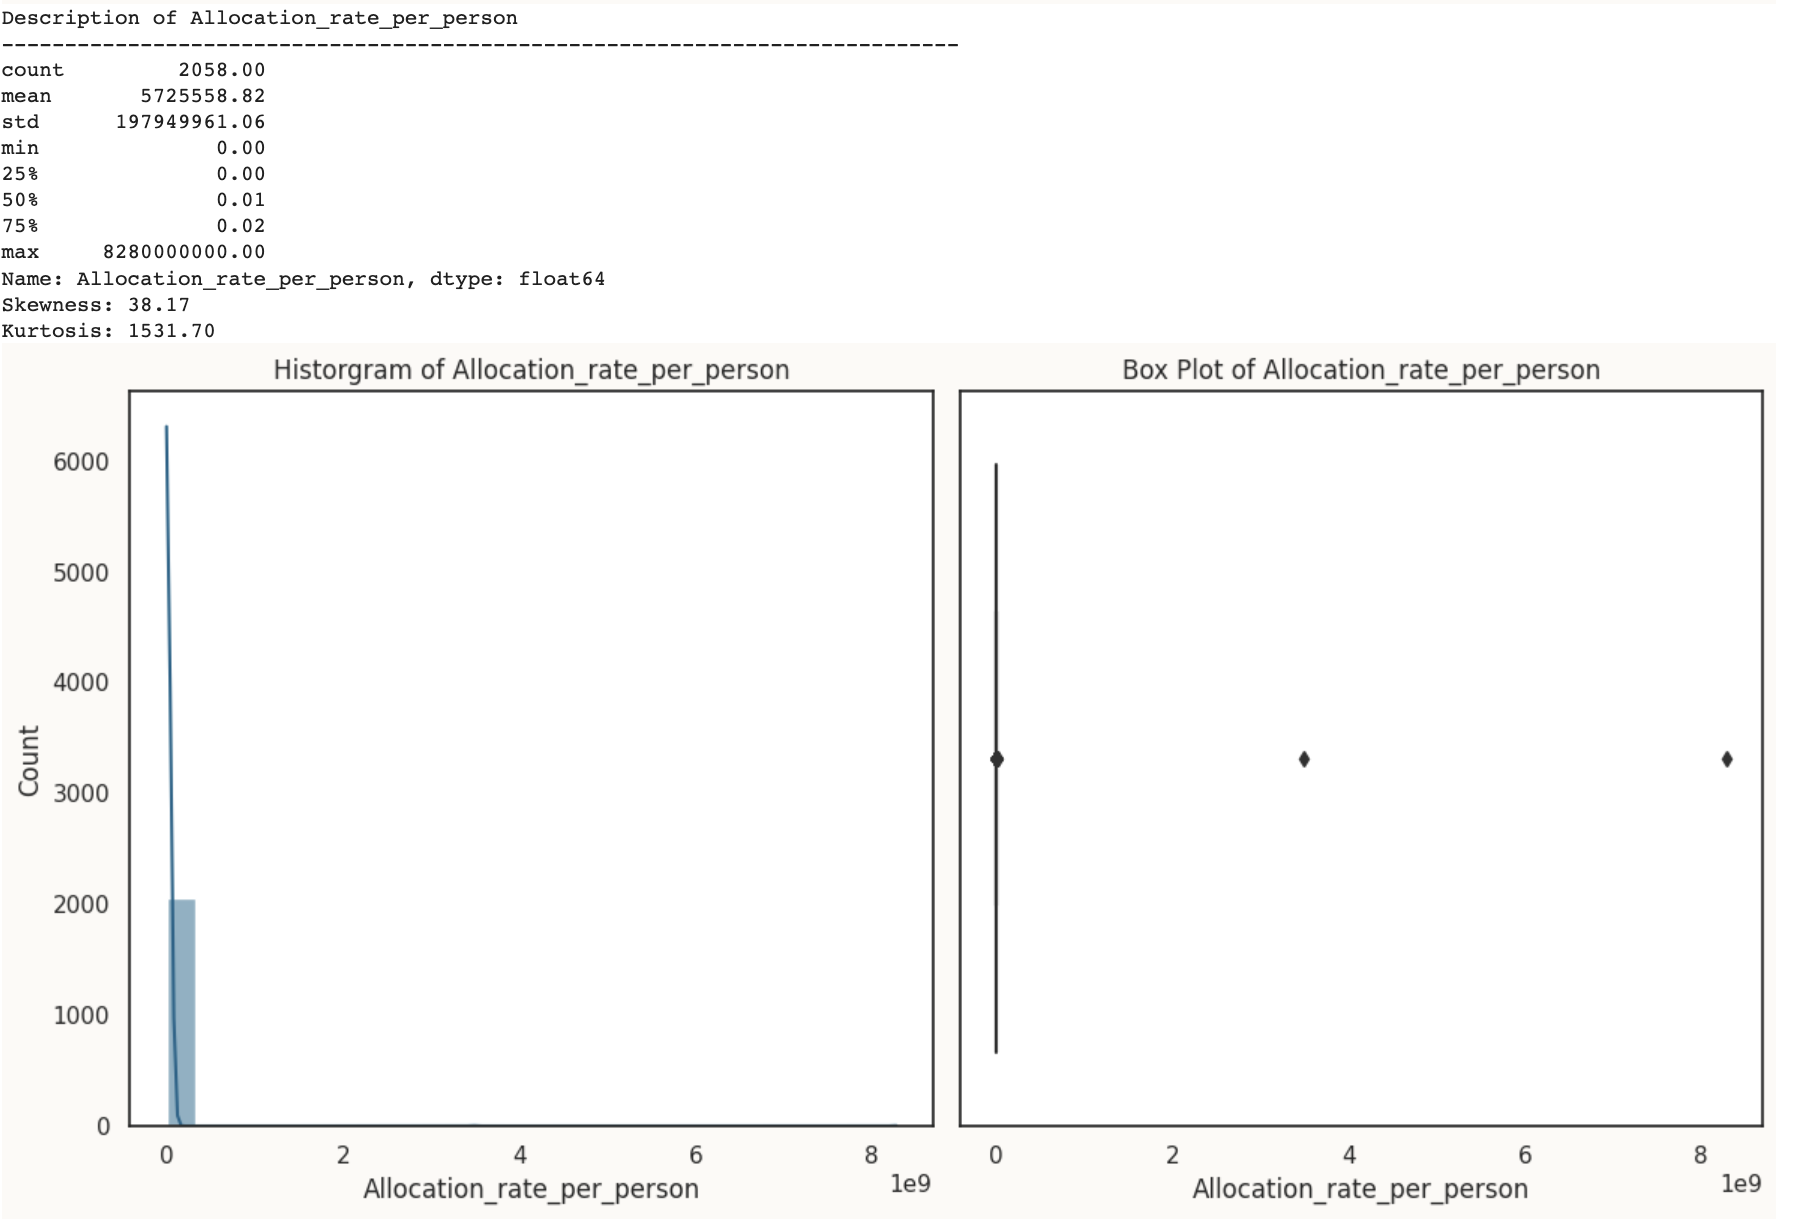 Description of Allocation_rate_per_person
----------------------------------------------------------------------------
count 2058.00
mean 5725558.82
std 197949961.06
min 0.00
25% 0.00
50% 0.01
75% 0.02
max 8280000000.00
Name: Allocation_rate_per_person, dtype: float64
Skewness: 38.17
Kurtosis: 1531.70
Historgram of Allocation_rate_per_person
6000
5000
4000
3000
2000
1000
0
Count
0 2 4 6 8
1e9
Allocation_rate_per_person
Box Plot of Allocation_rate_per_person
0 2 4 6 8
1e9
Allocation_rate_per_person